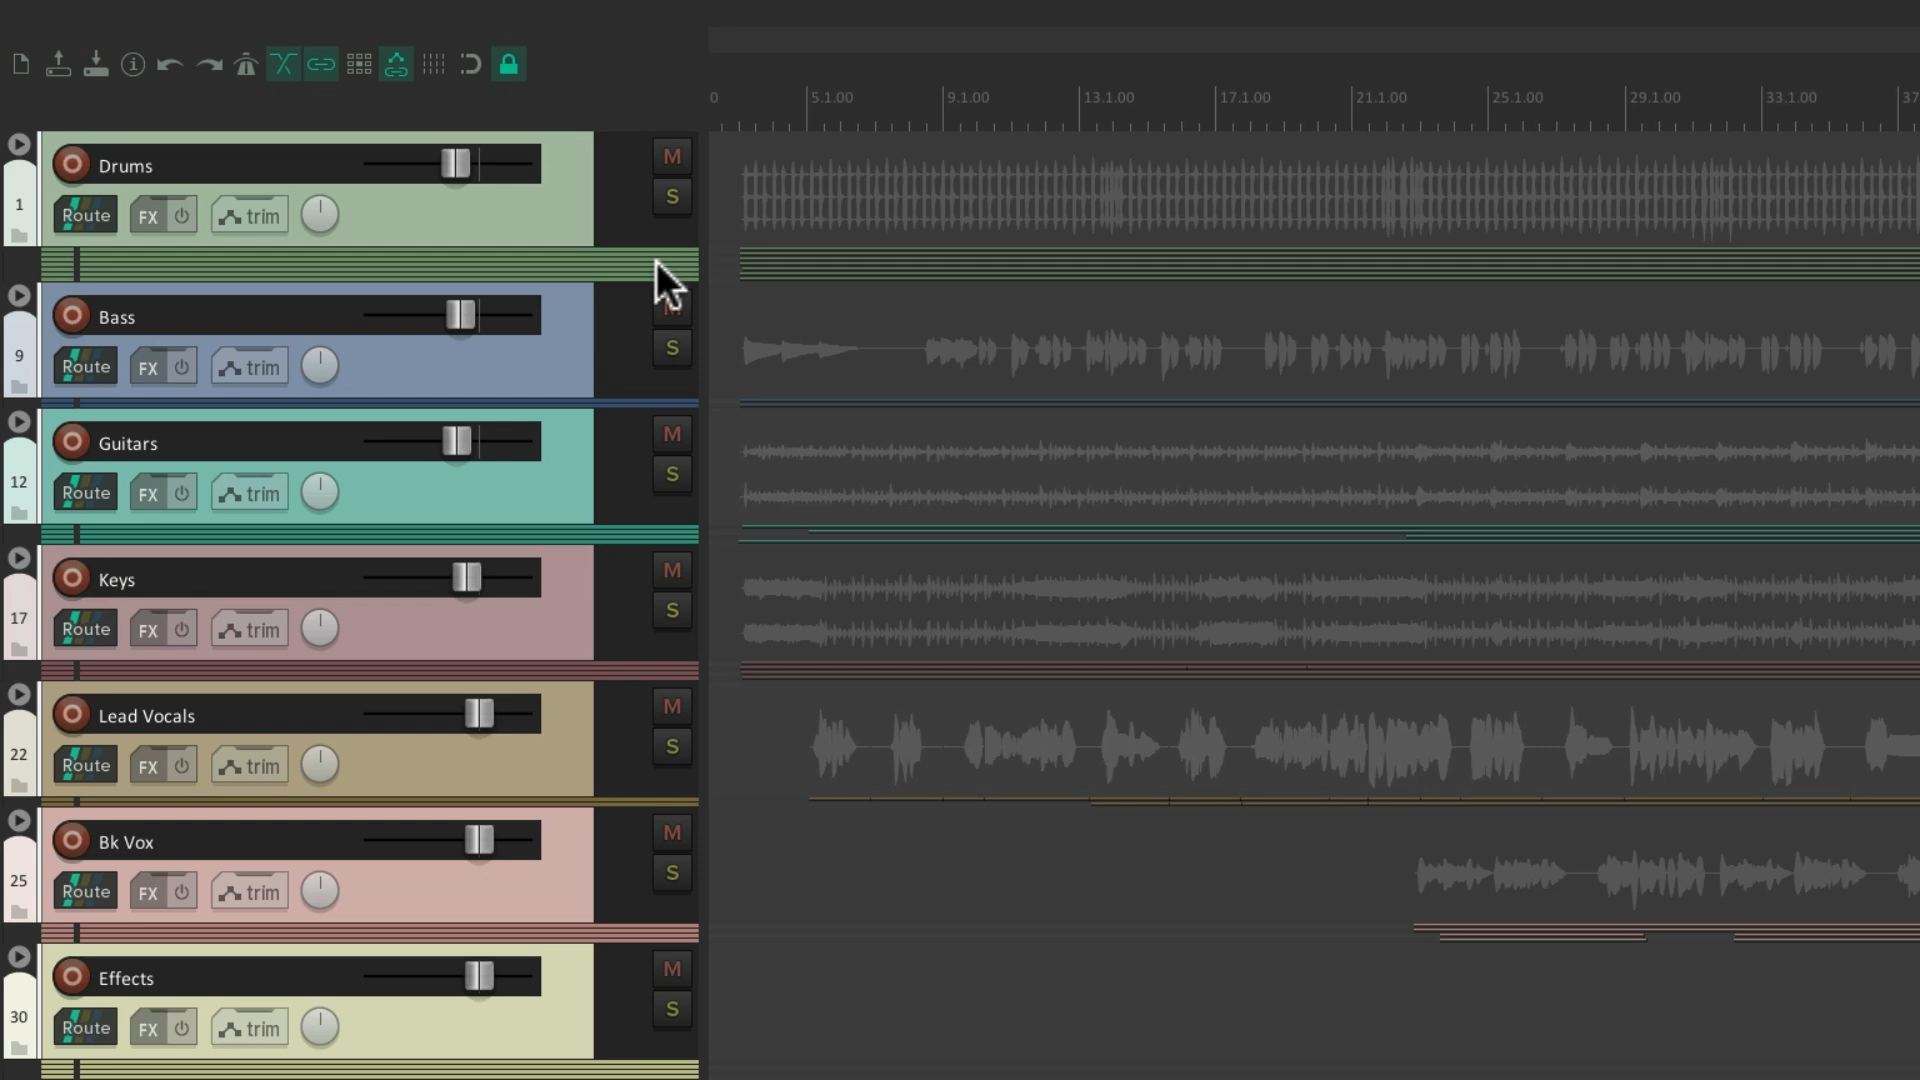 0 5.1.00 9.1.00 13.1.00 17.1.00 21.1.00 25.1.00 29.1.00 33.1.00 37
Drums M
1 Route FX trim S
Bass M
9 Route FX trim S
Guitars M
12 Route FX trim S
Keys M
17 Route FX trim S
Lead Vocals M
22 Route FX trim S
Bk Vox M
25 Route FX trim S
Effects M
30 Route FX trim S